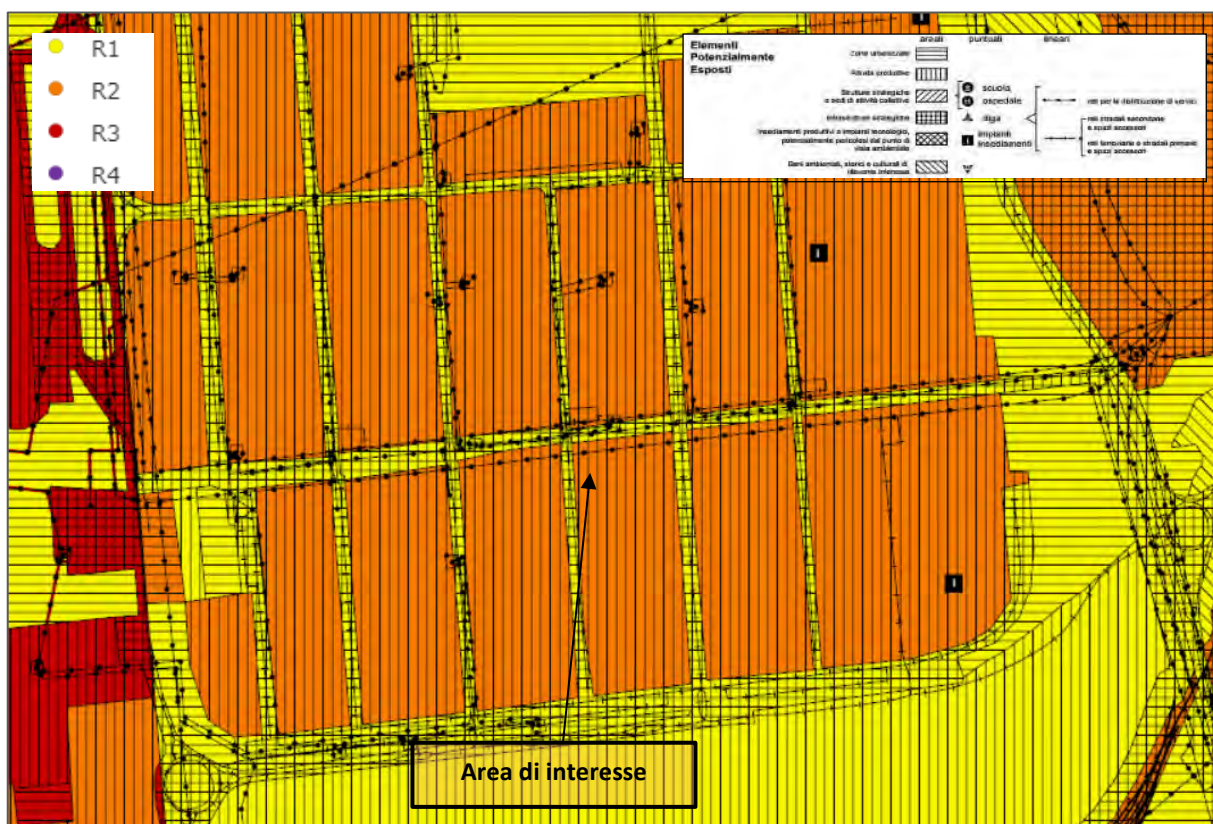 R1
R2
R3
R4
Elementi
Potenzialmente
Esposti
areali
puntuali
lineari
Zone urbanizzate
Attività produttive
Strutture strategiche
e sedi di attività collettive
Infrastrutture strategiche
Insediamenti produttivi o impianti tecnologici,
potenzialmente pericolosi dal punto di
vista ambientale
Beni ambientali, storici e culturali di
rilevante interesse
scuola
H ospedale
diga
I impianti
insediamenti
reti per la distribuzione di servizi
reti stradali secondarie
e spazi accessori
reti ferroviarie e stradali primarie
e spazi accessori
I
I
I
Area di interesse